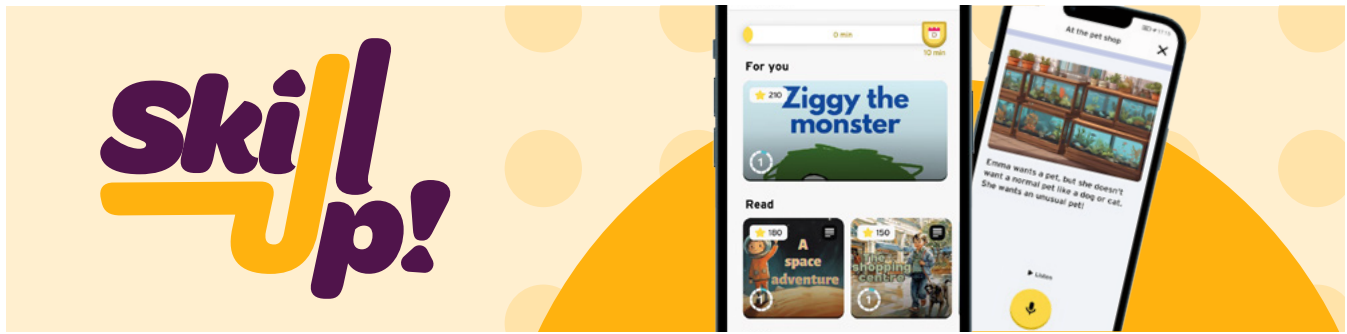 Skill
Up!
0 min
10 min
For you
210
Ziggy the
monster
1
Read
180
A
space
adventure
1
150
The
shopping
centre
1
17:15
At the pet shop
Emma wants a pet, but she doesn't
want a normal pet like a dog or cat.
She wants an unusual pet!
Listen